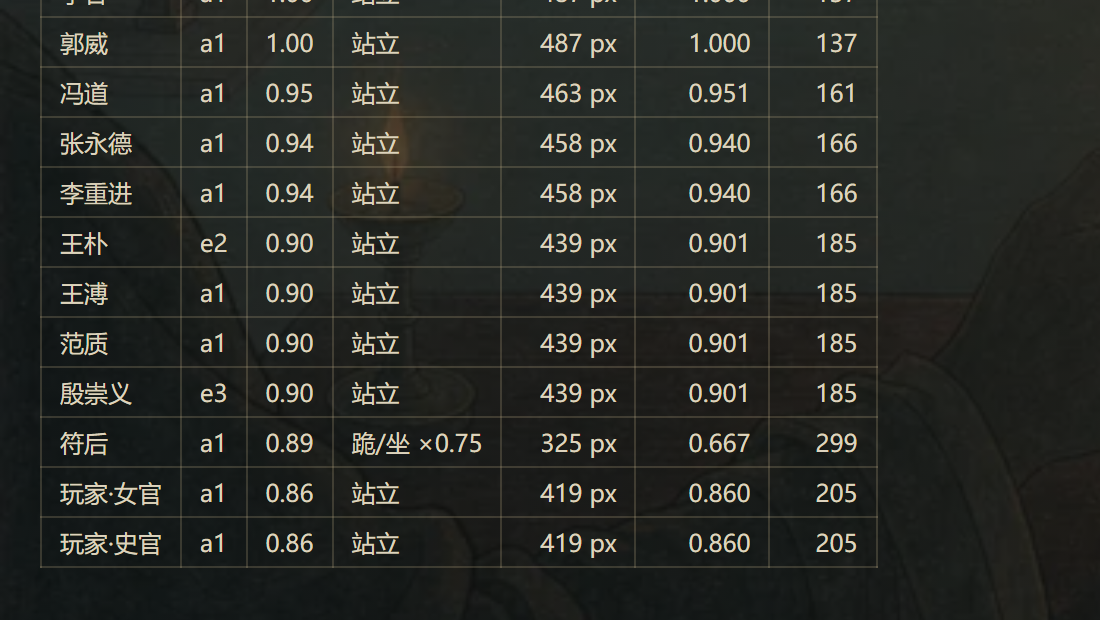 郭威 a1 1.00 站立 487 px 1.000 137
冯道 a1 0.95 站立 463 px 0.951 161
张永德 a1 0.94 站立 458 px 0.940 166
李重进 a1 0.94 站立 458 px 0.940 166
王朴 e2 0.90 站立 439 px 0.901 185
王溥 a1 0.90 站立 439 px 0.901 185
范质 a1 0.90 站立 439 px 0.901 185
殷崇义 e3 0.90 站立 439 px 0.901 185
符后 a1 0.89 跪/坐 ×0.75 325 px 0.667 299
玩家·女官 a1 0.86 站立 419 px 0.860 205
玩家·史官 a1 0.86 站立 419 px 0.860 205